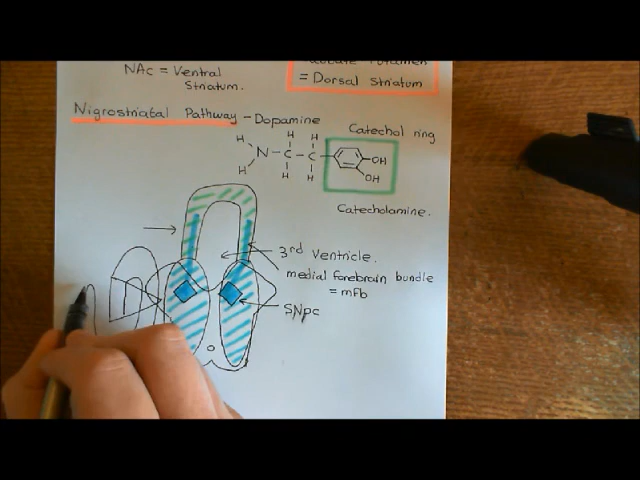 NAc = Ventral
Striatum.
= Dorsal Striatum
Nigrostriatal Pathway - Dopamine
Catechol ring
H H H
N - C - C OH
H H H OH
Catecholamine.
3rd Ventricle.
medial forebrain bundle
= mfb
SNpc